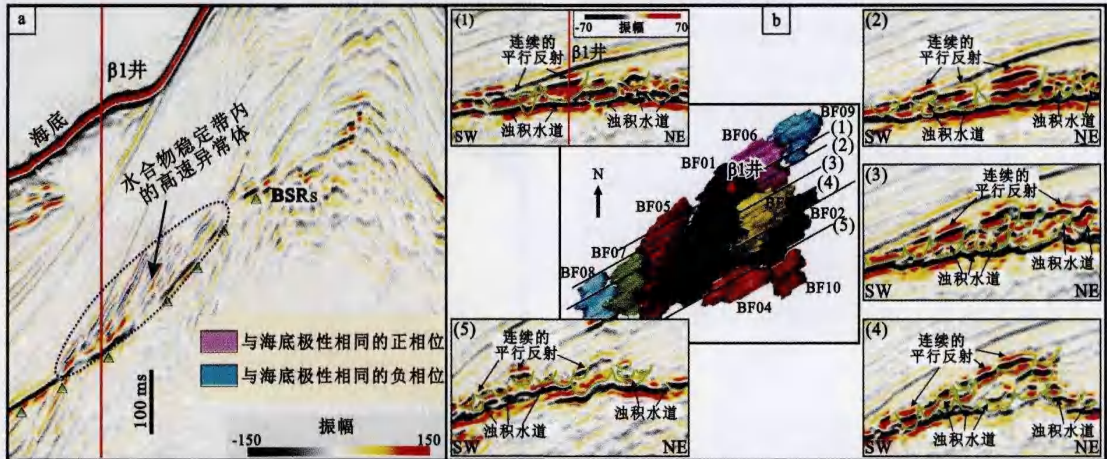 a
β1井
海底
水合物稳定带内
的高速异常体
BSRs
与海底极性相同的正相位
与海底极性相同的负相位
100 ms
振幅
-150
150
b
(1)
-70
振幅
70
连续的
平行反射
β1井
浊积水道
浊积水道
SW
NE
(2)
连续的
平行反射
浊积水道
浊积水道
SW
NE
N
BF09
BF06
(1)
(2)
BF01
β1井
(3)
(4)
BF05
BF02
(5)
BF07
BF08
BF10
BF04
(3)
连续的
平行反射
浊积水道
浊积水道
SW
NE
(5)
连续的
平行反射
浊积水道
浊积水道
SW
NE
(4)
连续的
平行反射
浊积水道
浊积水道
SW
NE